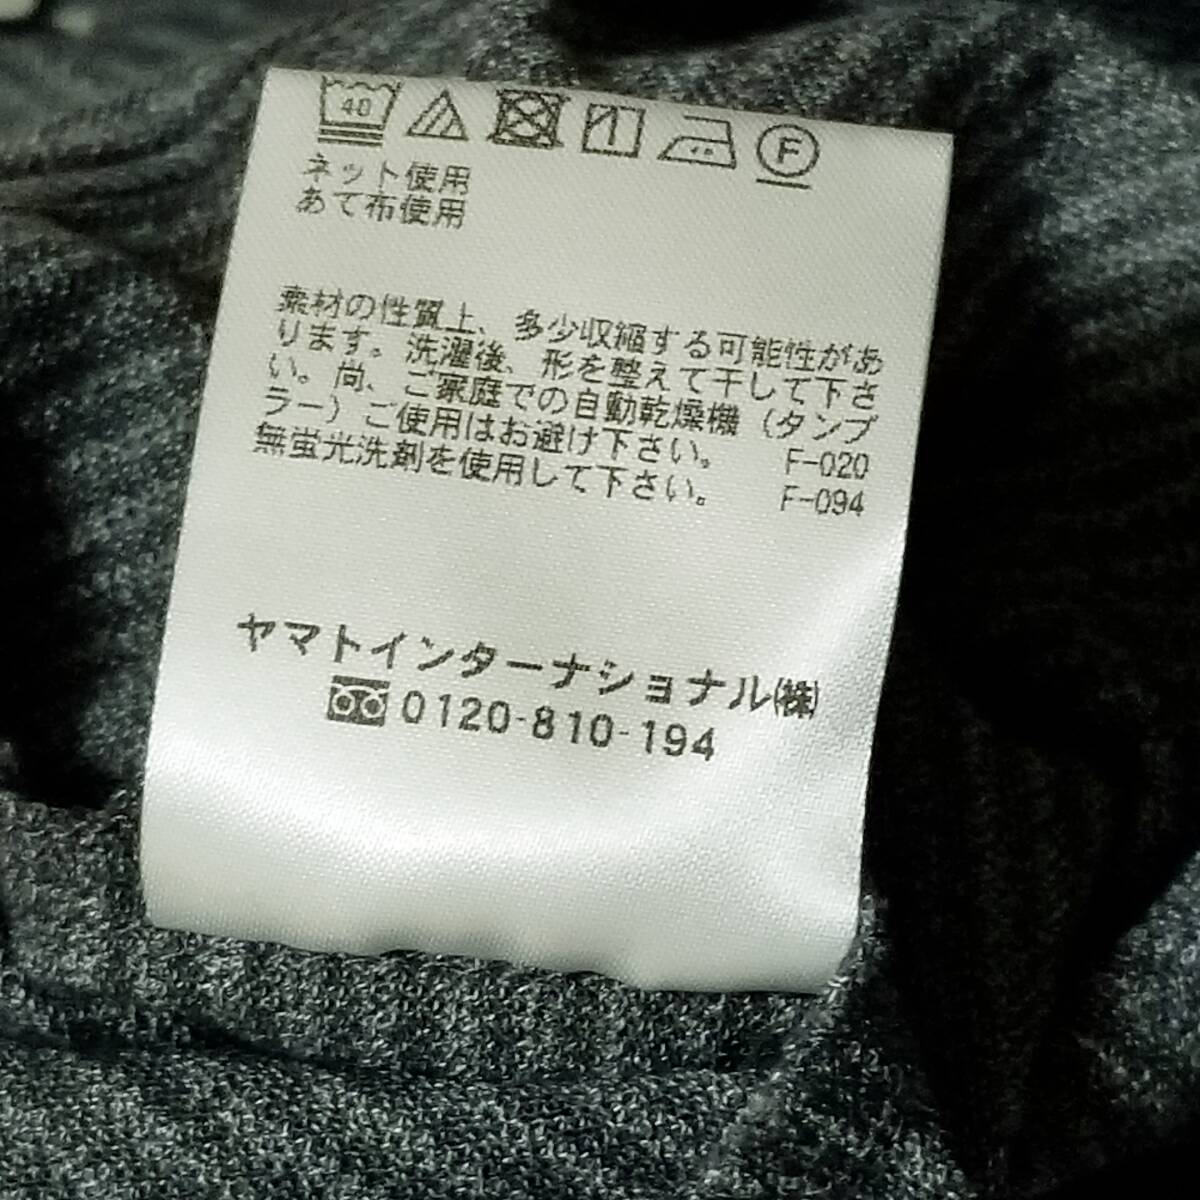 40 F
ネット使用
あて布使用
素材の性質上、多少収縮する可能性があ
ります。洗濯後、形を整えて干して下さ
い。尚、ご家庭での自動乾燥機（タンブ
ラー）ご使用はお避け下さい。 F-020
無蛍光洗剤を使用して下さい。 F-094
ヤマトインターナショナル㈱
0120-810-194